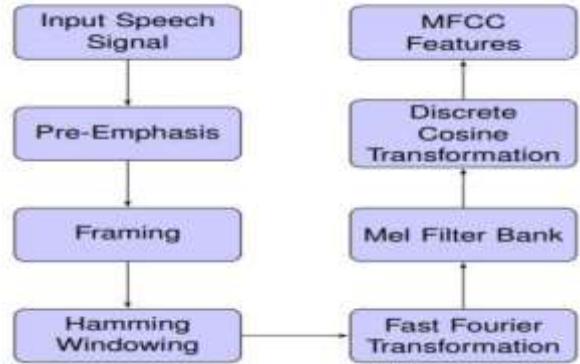 Input Speech
Signal
Pre-Emphasis
Framing
Hamming
Windowing
Fast Fourier
Transformation
Mel Filter Bank
Discrete
Cosine
Transformation
MFCC
Features